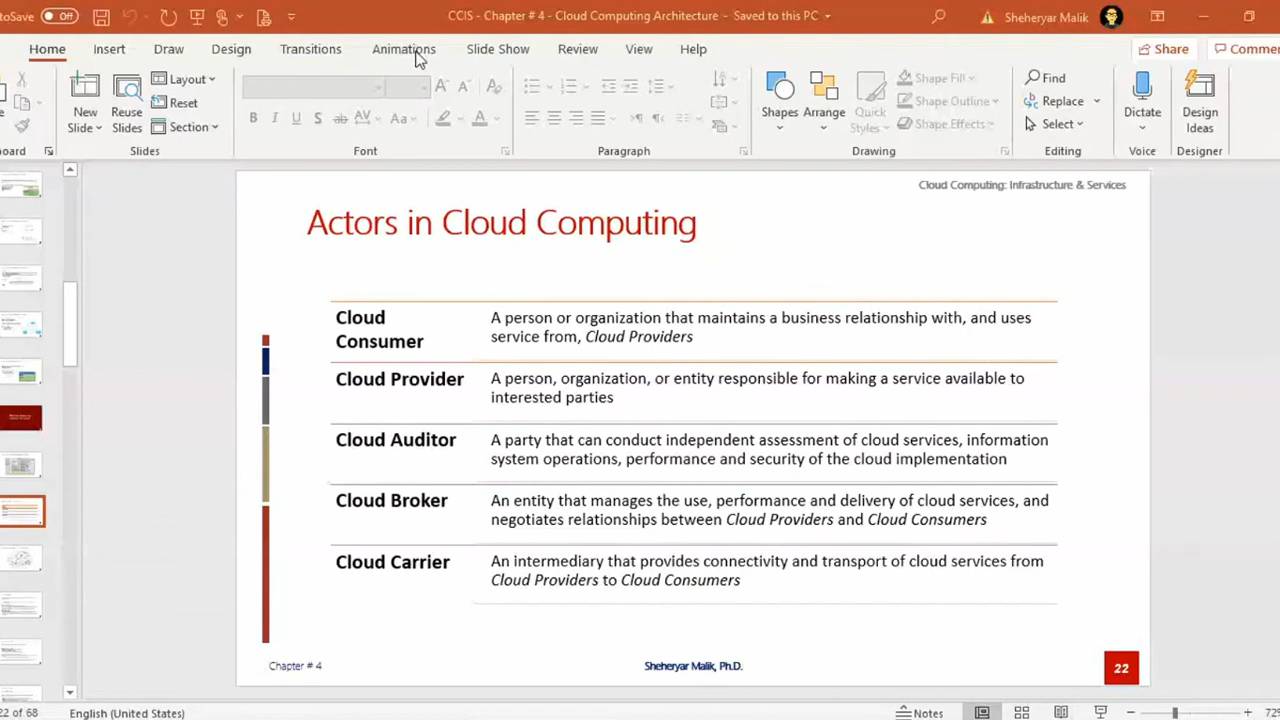 toSave Off CCIS - Chapter # 4 - Cloud Computing Architecture - Saved to this PC Sheheryar Malik
Home Insert Draw Design Transitions Animations Slide Show Review View Help Share Comme
New Slide Reuse Slides Layout Reset Section
B I U S ab AV Aa A
Shapes Arrange Quick Styles Shape Fill Shape Outline Shape Effects
Find Replace Select Dictate Design Ideas
oard Slides Font Paragraph Drawing Editing Voice Designer
Cloud Computing: Infrastructure & Services
Actors in Cloud Computing
Cloud Consumer
A person or organization that maintains a business relationship with, and uses
service from, Cloud Providers
Cloud Provider
A person, organization, or entity responsible for making a service available to
interested parties
Cloud Auditor
A party that can conduct independent assessment of cloud services, information
system operations, performance and security of the cloud implementation
Cloud Broker
An entity that manages the use, performance and delivery of cloud services, and
negotiates relationships between Cloud Providers and Cloud Consumers
Cloud Carrier
An intermediary that provides connectivity and transport of cloud services from
Cloud Providers to Cloud Consumers
Chapter # 4 Sheheryar Malik, Ph.D. 22
22 of 68 English (United States) Notes 72%